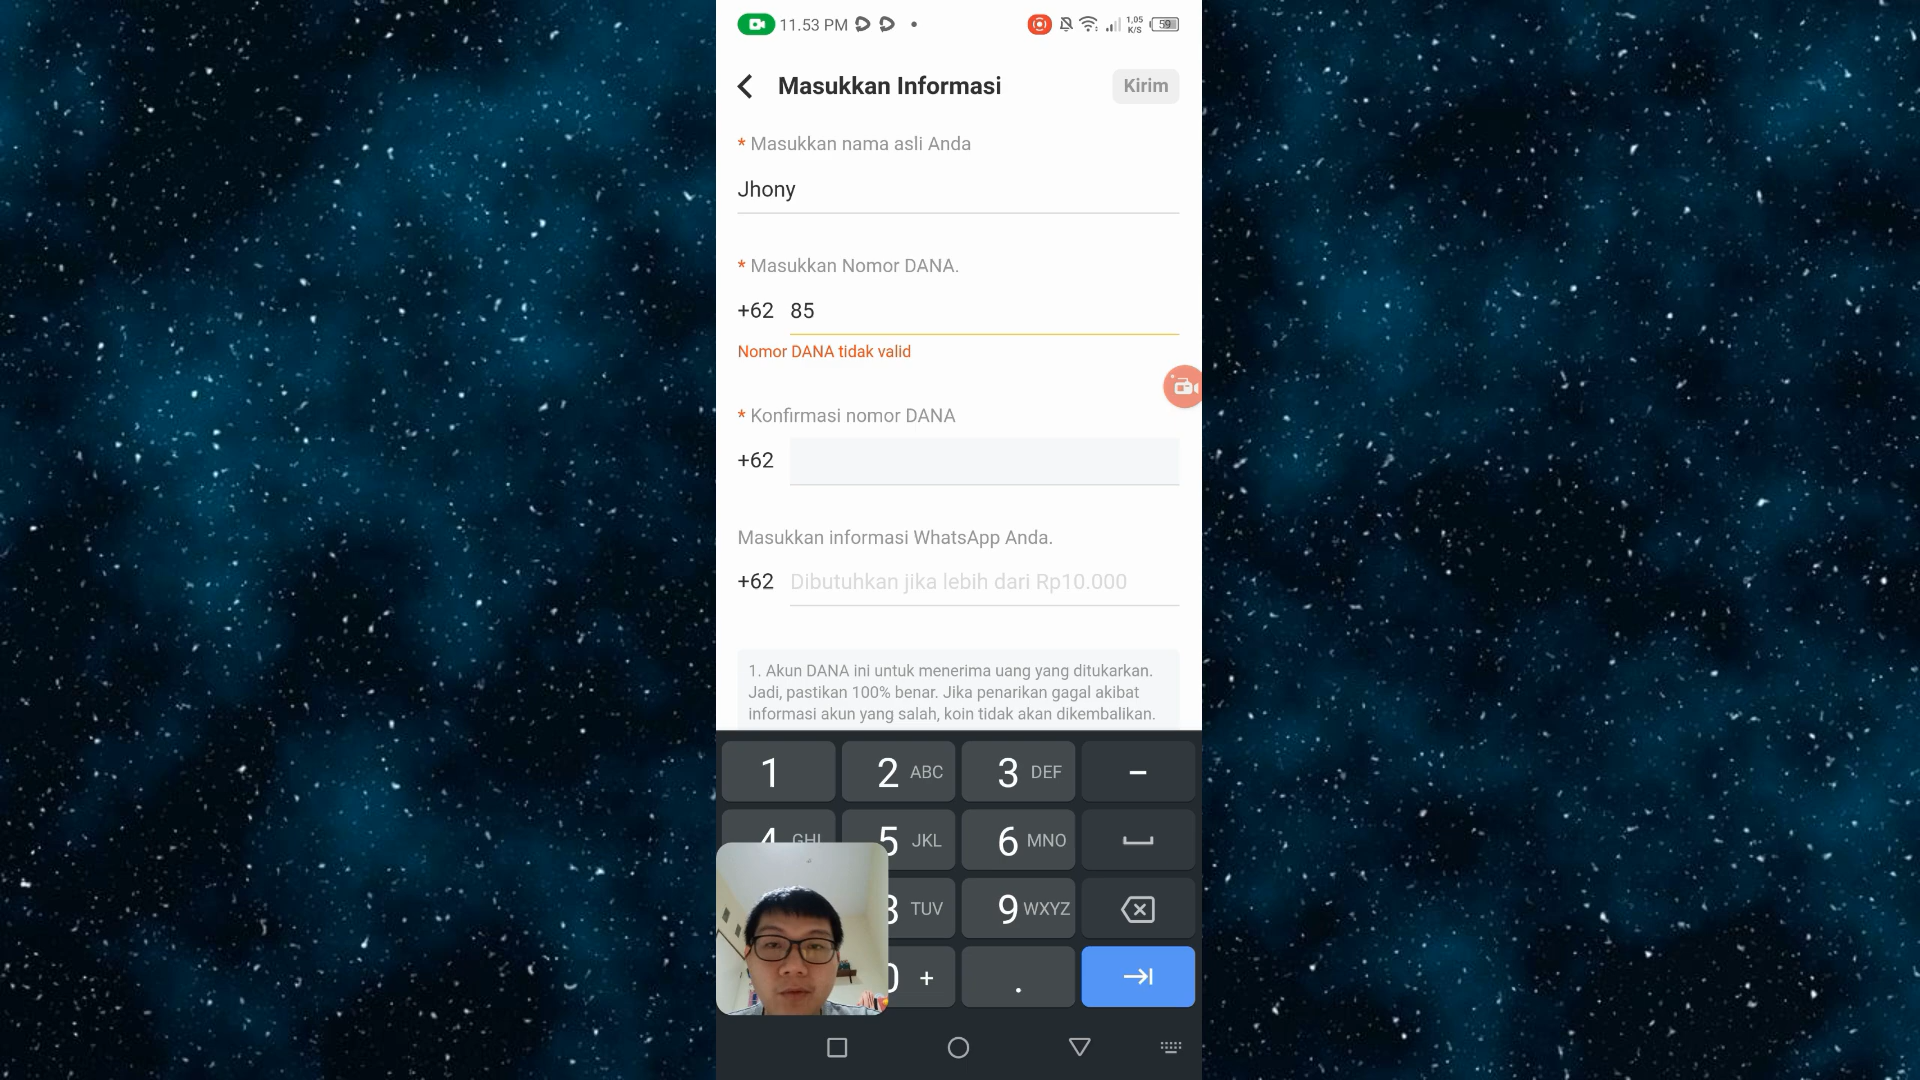 11.53 PM
1,05
K/S
59
Masukkan Informasi
Kirim
* Masukkan nama asli Anda
Jhony
* Masukkan Nomor DANA.
+62 85
Nomor DANA tidak valid
* Konfirmasi nomor DANA
+62
Masukkan informasi WhatsApp Anda.
+62 Dibutuhkan jika lebih dari Rp10.000
1. Akun DANA ini untuk menerima uang yang ditukarkan.
Jadi, pastikan 100% benar. Jika penarikan gagal akibat
informasi akun yang salah, koin tidak akan dikembalikan.
1 2 ABC 3 DEF –
4 GHI 5 JKL 6 MNO
8 TUV 9 WXYZ
0 + .